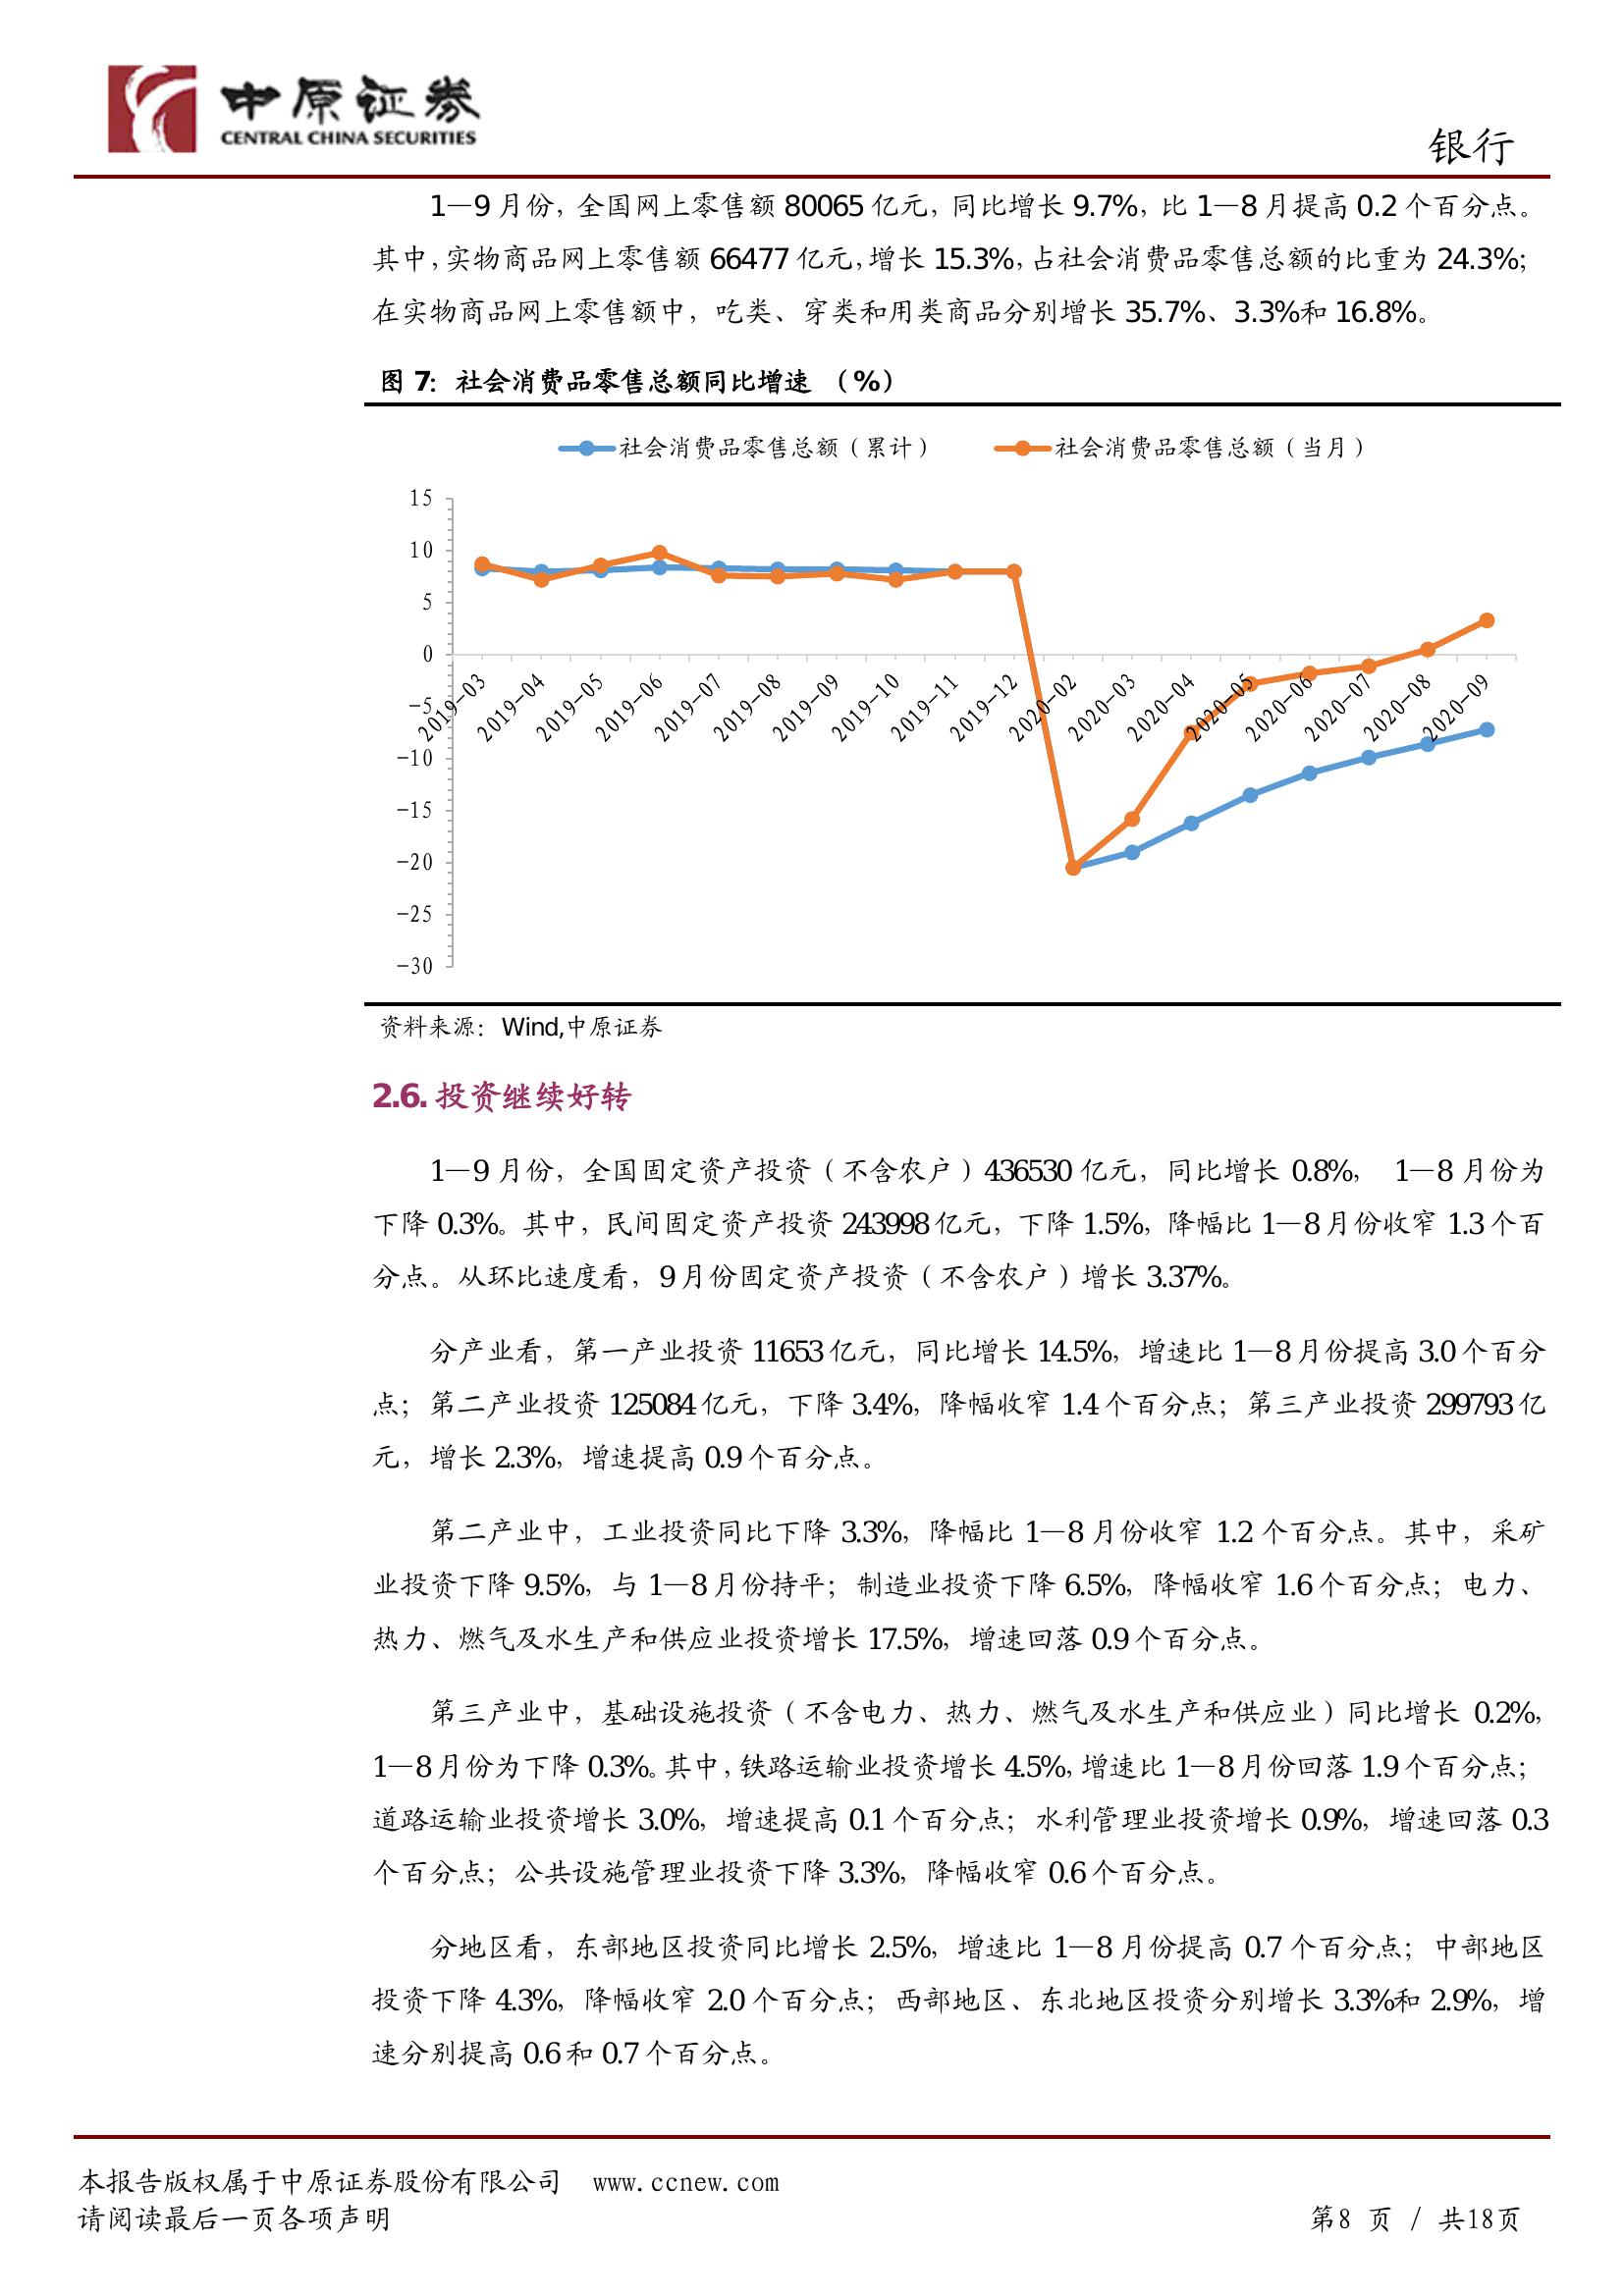 中原证券
CENTRAL CHINA SECURITIES
银行
1—9 月份，全国网上零售额 80065 亿元，同比增长 9.7%，比 1—8 月提高 0.2 个百分点。
其中，实物商品网上零售额 66477 亿元，增长 15.3%，占社会消费品零售总额的比重为 24.3%；
在实物商品网上零售额中，吃类、穿类和用类商品分别增长 35.7%、3.3%和 16.8%。
图 7：社会消费品零售总额同比增速 （%）
社会消费品零售总额（累计） 社会消费品零售总额（当月）
15
10
5
0
-5
-10
-15
-20
-25
-30
2019-03 2019-04 2019-05 2019-06 2019-07 2019-08 2019-09 2019-10 2019-11 2019-12 2020-02 2020-03 2020-04 2020-05 2020-06 2020-07 2020-08 2020-09
资料来源：Wind,中原证券
2.6. 投资继续好转
1—9 月份，全国固定资产投资（不含农户）436530 亿元，同比增长 0.8%， 1—8 月份为
下降 0.3%。其中，民间固定资产投资 243998 亿元，下降 1.5%，降幅比 1—8 月份收窄 1.3 个百
分点。从环比速度看，9 月份固定资产投资（不含农户）增长 3.37%。
分产业看，第一产业投资 11653 亿元，同比增长 14.5%，增速比 1—8 月份提高 3.0 个百分
点；第二产业投资 125084 亿元，下降 3.4%，降幅收窄 1.4 个百分点；第三产业投资 299793 亿
元，增长 2.3%，增速提高 0.9 个百分点。
第二产业中，工业投资同比下降 3.3%，降幅比 1—8 月份收窄 1.2 个百分点。其中，采矿
业投资下降 9.5%，与 1—8 月份持平；制造业投资下降 6.5%，降幅收窄 1.6 个百分点；电力、
热力、燃气及水生产和供应业投资增长 17.5%，增速回落 0.9 个百分点。
第三产业中，基础设施投资（不含电力、热力、燃气及水生产和供应业）同比增长 0.2%，
1—8 月份为下降 0.3%。其中，铁路运输业投资增长 4.5%，增速比 1—8 月份回落 1.9 个百分点；
道路运输业投资增长 3.0%，增速提高 0.1 个百分点；水利管理业投资增长 0.9%，增速回落 0.3
个百分点；公共设施管理业投资下降 3.3%，降幅收窄 0.6 个百分点。
分地区看，东部地区投资同比增长 2.5%，增速比 1—8 月份提高 0.7 个百分点；中部地区
投资下降 4.3%，降幅收窄 2.0 个百分点；西部地区、东北地区投资分别增长 3.3%和 2.9%，增
速分别提高 0.6 和 0.7 个百分点。
本报告版权属于中原证券股份有限公司 www.ccnew.com
请阅读最后一页各项声明
第8 页 / 共18页